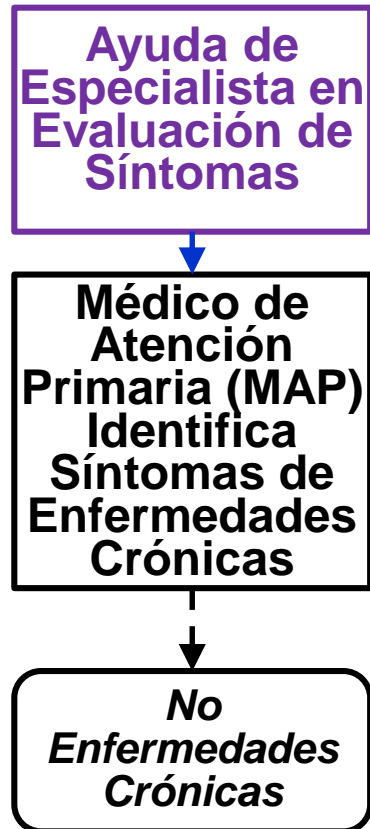 Ayuda de
Especialista en
Evaluación de
Síntomas
Médico de
Atención
Primaria (MAP)
Identifica
Síntomas de
Enfermedades
Crónicas
No
Enfermedades
Crónicas